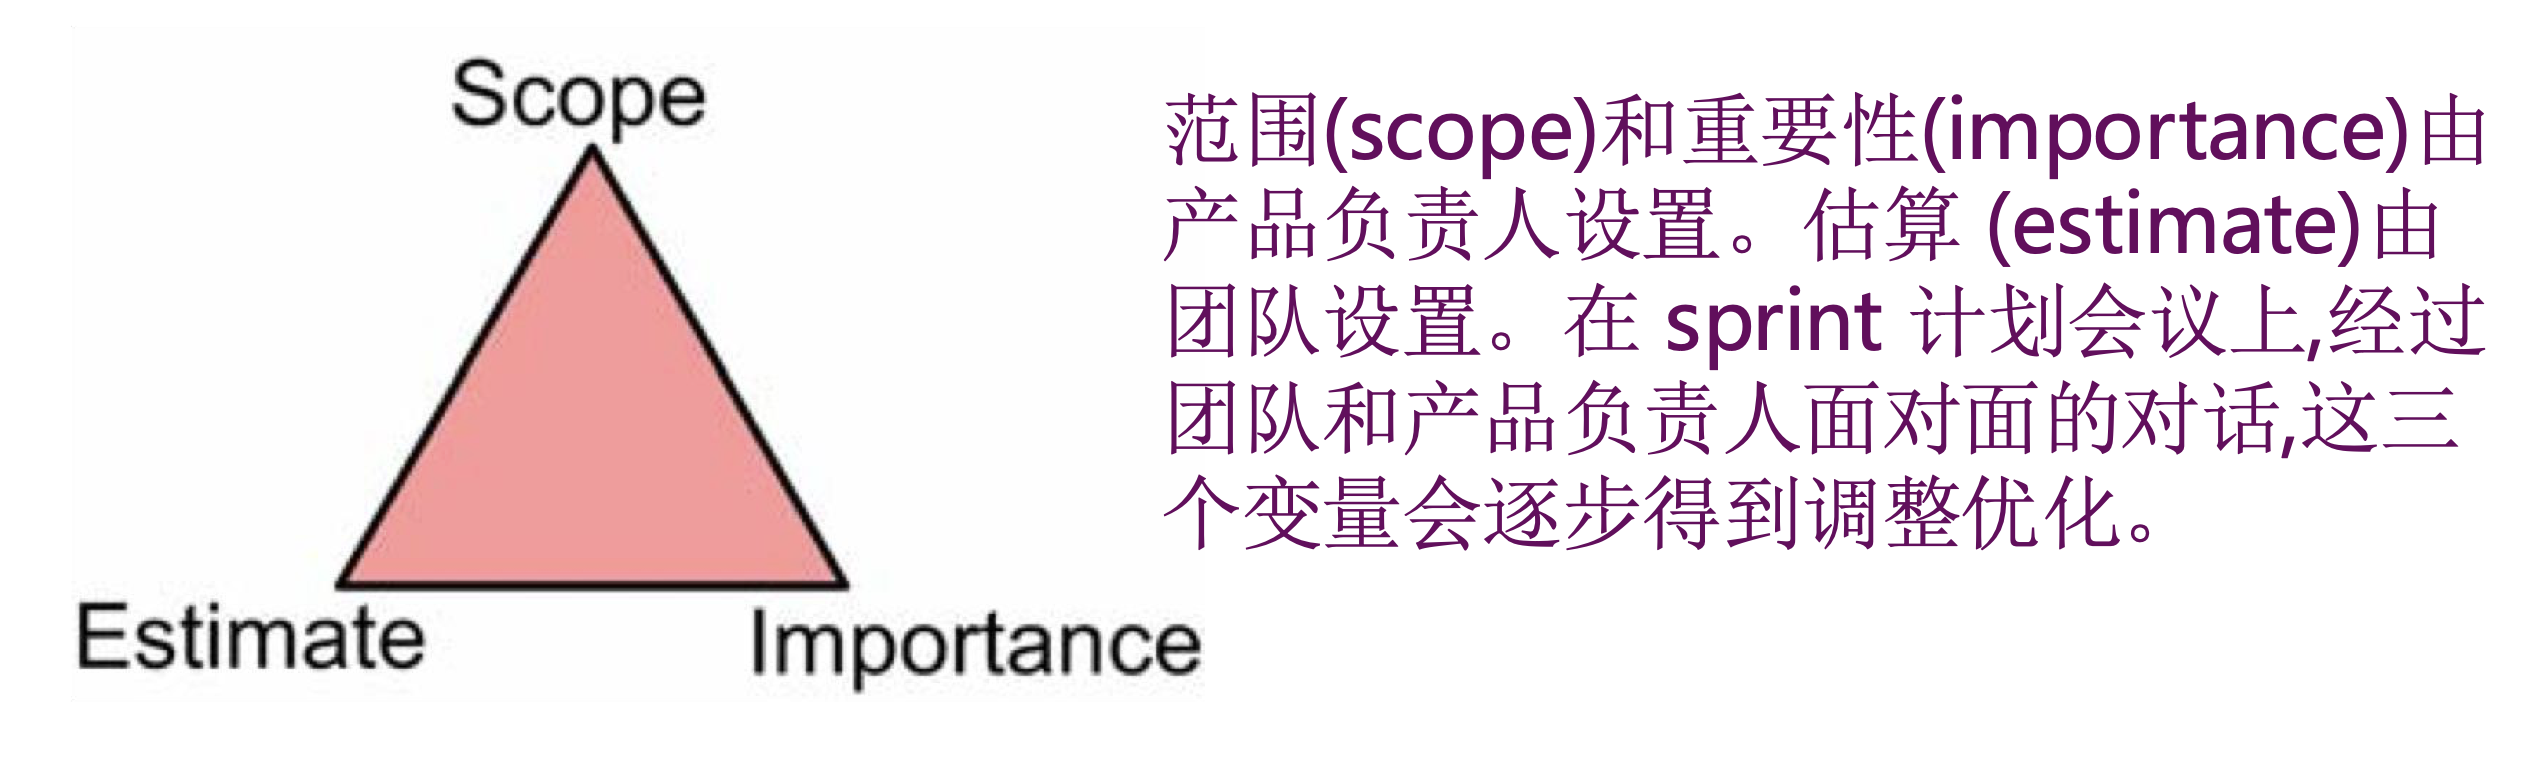 Scope
Estimate
Importance
范围(scope)和重要性(importance)由
产品负责人设置。估算 (estimate)由
团队设置。在 sprint 计划会议上,经过
团队和产品负责人面对面的对话,这三
个变量会逐步得到调整优化。